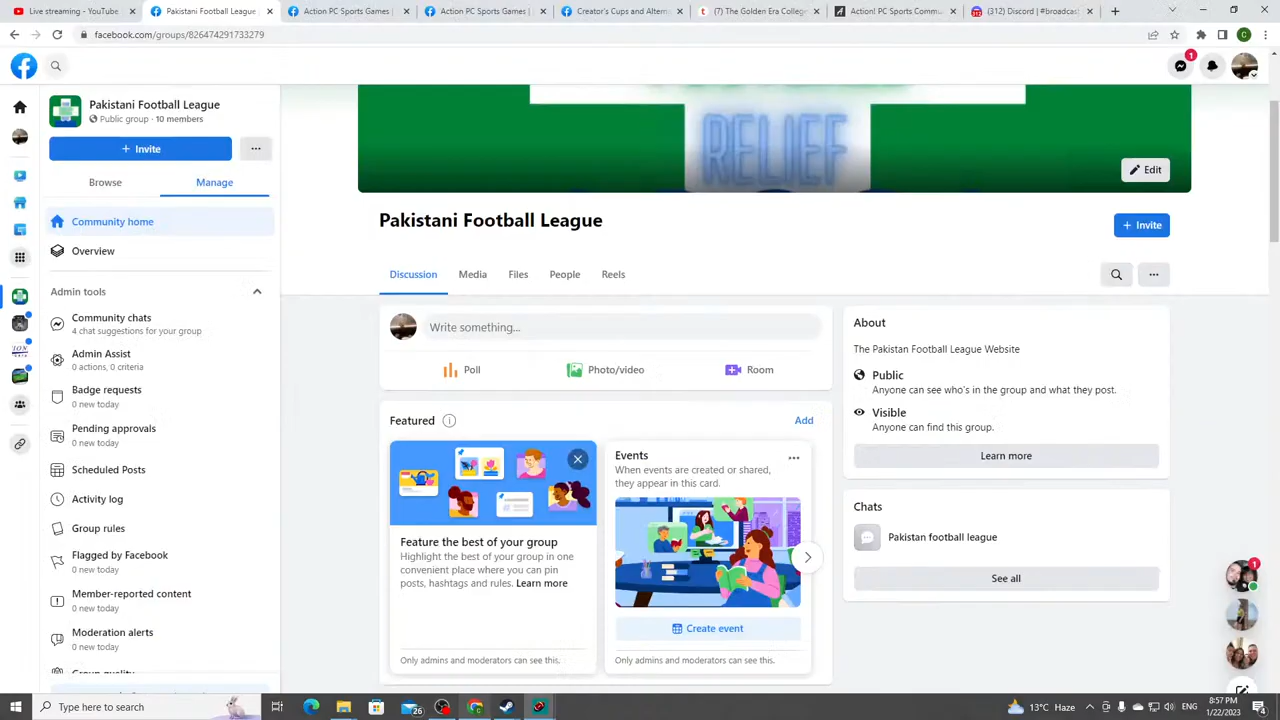 Live streaming - YouTube
Pakistani Football League
Action PC Sports Games |
Action PC Sports Games |
Creator's Cups and Altern
(7) The Golden Era Colleg
Action! PC Sports Commu
(312) Discord | #broadcas
facebook.com/groups/826474291733279
C
1
Pakistani Football League
Public group · 10 members
+ Invite
Browse
Manage
Community home
Overview
Admin tools
Community chats
4 chat suggestions for your group
Admin Assist
0 actions, 0 criteria
Badge requests
0 new today
Pending approvals
0 new today
Scheduled Posts
Activity log
Group rules
Flagged by Facebook
0 new today
Member-reported content
0 new today
Moderation alerts
0 new today
Group quality
RELIEF
Edit
Pakistani Football League
+ Invite
Discussion
Media
Files
People
Reels
Write something...
Poll
Photo/video
Room
Featured
Add
Feature the best of your group
Highlight the best of your group in one
convenient place where you can pin
posts, hashtags and rules. Learn more
Only admins and moderators can see this.
Events
When events are created or shared,
they appear in this card.
Create event
Only admins and moderators can see this.
About
The Pakistan Football League Website
Public
Anyone can see who's in the group and what they post.
Visible
Anyone can find this group.
Learn more
Chats
Pakistan football league
See all
1
Type here to search
26
13°C Haze
8:57 PM
1/22/2023
4